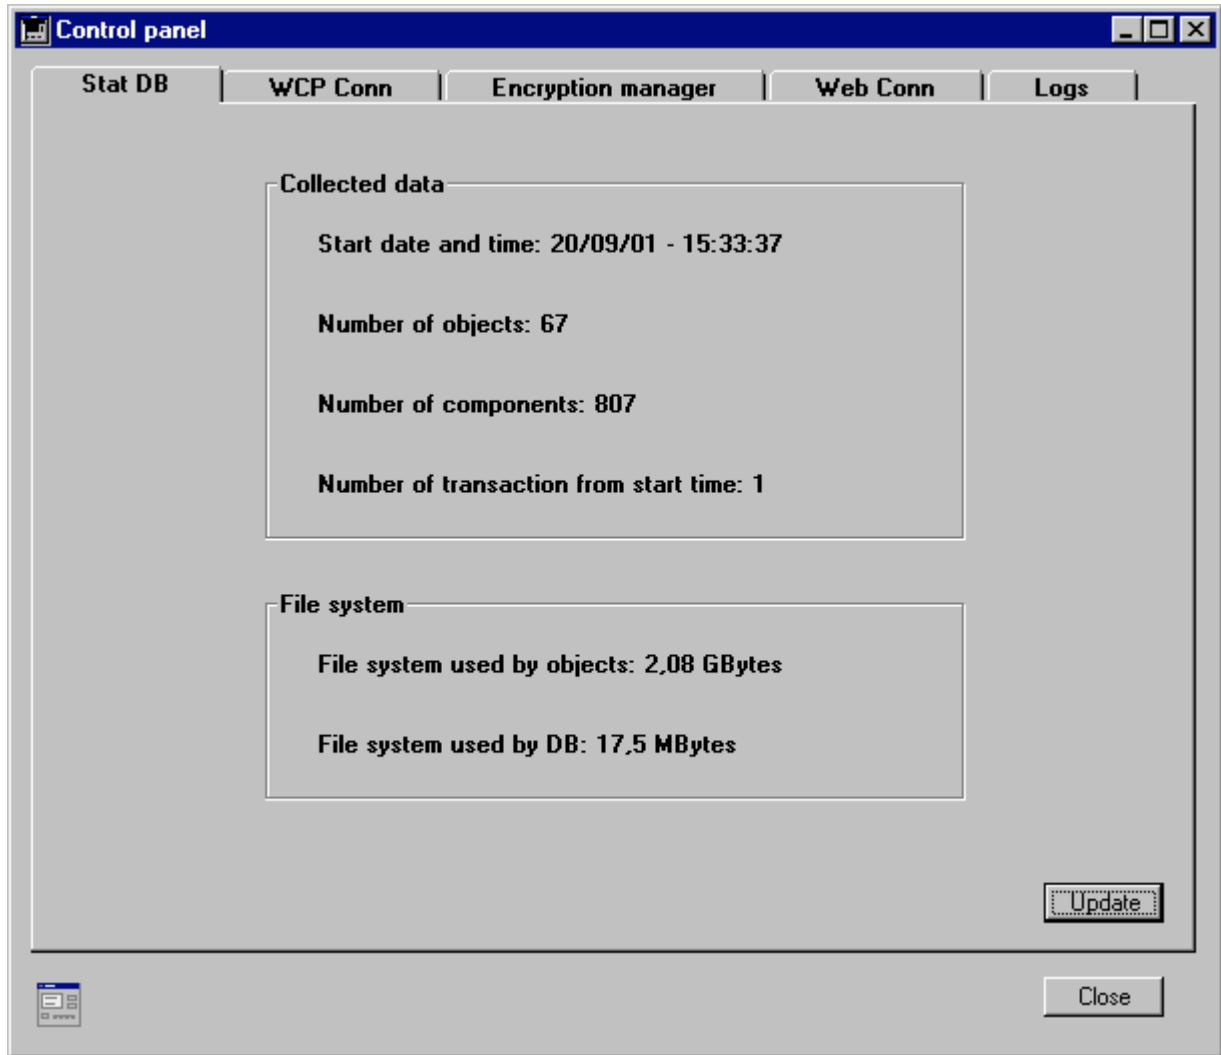 Control panel
Stat DB
WCP Conn
Encryption manager
Web Conn
Logs
Collected data
Start date and time: 20/09/01 - 15:33:37
Number of objects: 67
Number of components: 807
Number of transaction from start time: 1
File system
File system used by objects: 2,08 GBytes
File system used by DB: 17,5 MBytes
Update
Close